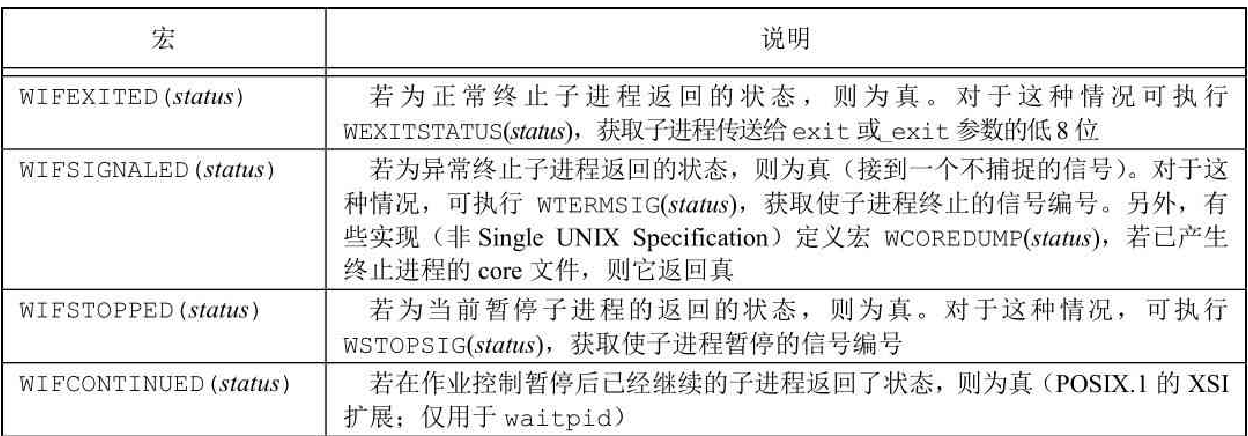 宏 说明
WIFEXITED(status) 若为正常终止子进程返回的状态，则为真。对于这种情况可执行
WEXITSTATUS(status)，获取子进程传送给exit 或_exit 参数的低8位
WIFSIGNALED(status) 若为异常终止子进程返回的状态，则为真（接到一个不捕捉的信号）。对于这
种情况，可执行 WTERMSIG(status)，获取使子进程终止的信号编号。另外，有
些实现（非 Single UNIX Specification）定义宏 WCOREDUMP(status)，若已产生
终止进程的 core 文件，则它返回真
WIFSTOPPED(status) 若为当前暂停子进程的返回的状态，则为真。对于这种情况，可执行
WSTOPSIG(status)，获取使子进程暂停的信号编号
WIFCONTINUED(status) 若在作业控制暂停后已经继续的子进程返回了状态，则为真（POSIX.1 的 XSI
扩展；仅用于 waitpid）